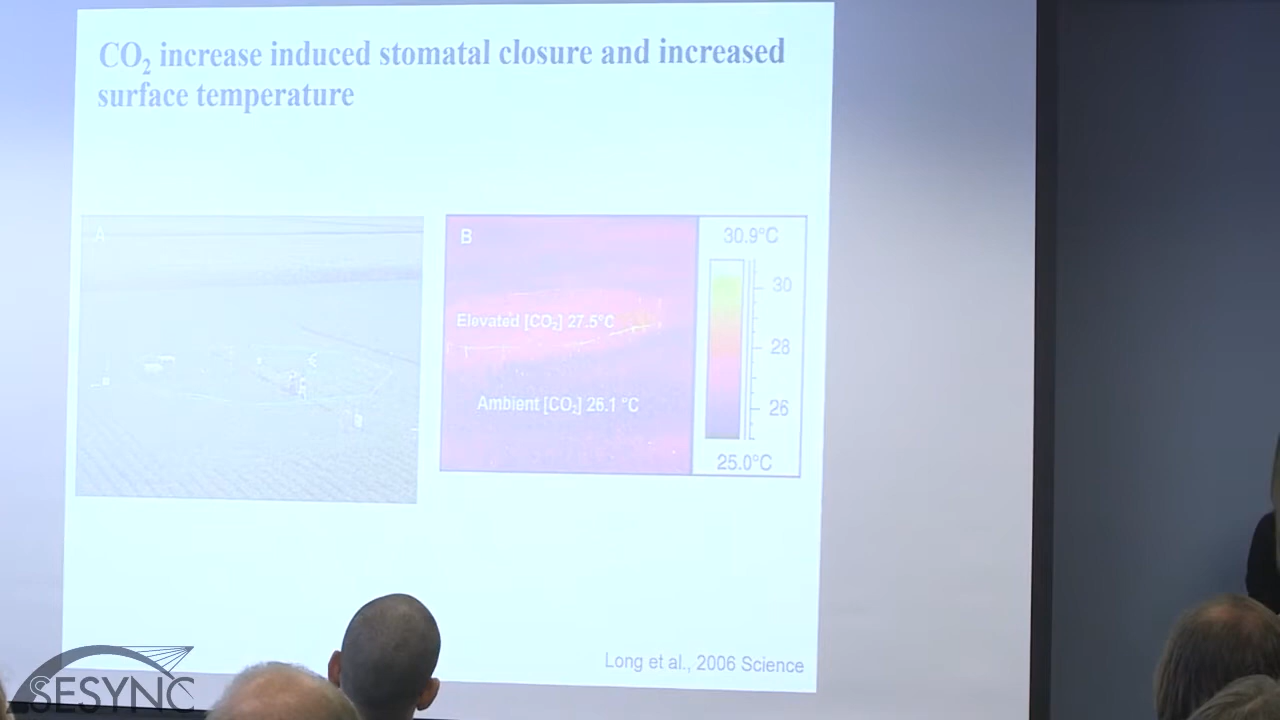 CO₂ increase induced stomatal closure and increased
surface temperature
A
B
30.9°C
30
Elevated [CO₂] 27.5°C
28
Ambient [CO₂] 26.1 °C
26
25.0°C
Long et al., 2006 Science
SESYNC